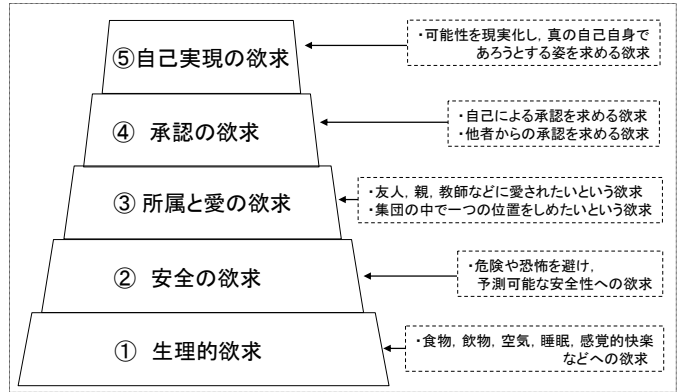 ⑤自己実現の欲求
・可能性を現実化し，真の自己自身で
あろうとする姿を求める欲求
④ 承認の欲求
・自己による承認を求める欲求
・他者からの承認を求める欲求
③ 所属と愛の欲求
・友人，親，教師などに愛されたいという欲求
・集団の中で一つの位置をしめたいという欲求
② 安全の欲求
・危険や恐怖を避け，
予測可能な安全性への欲求
① 生理的欲求
・食物，飲物，空気，睡眠，感覚的快楽
などへの欲求